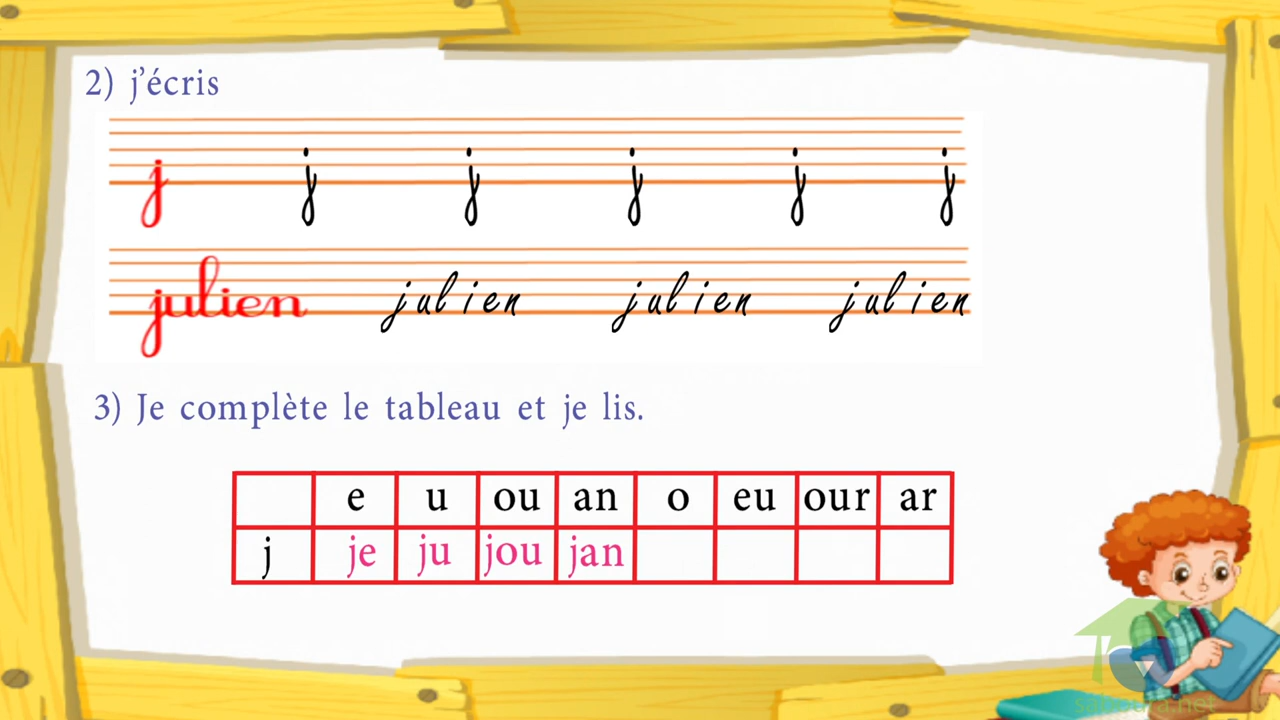 2) j'écris
j j j j j j
julien julien julien julien
3) Je complète le tableau et je lis.
e u ou an o eu our ar
j je ju jou jan